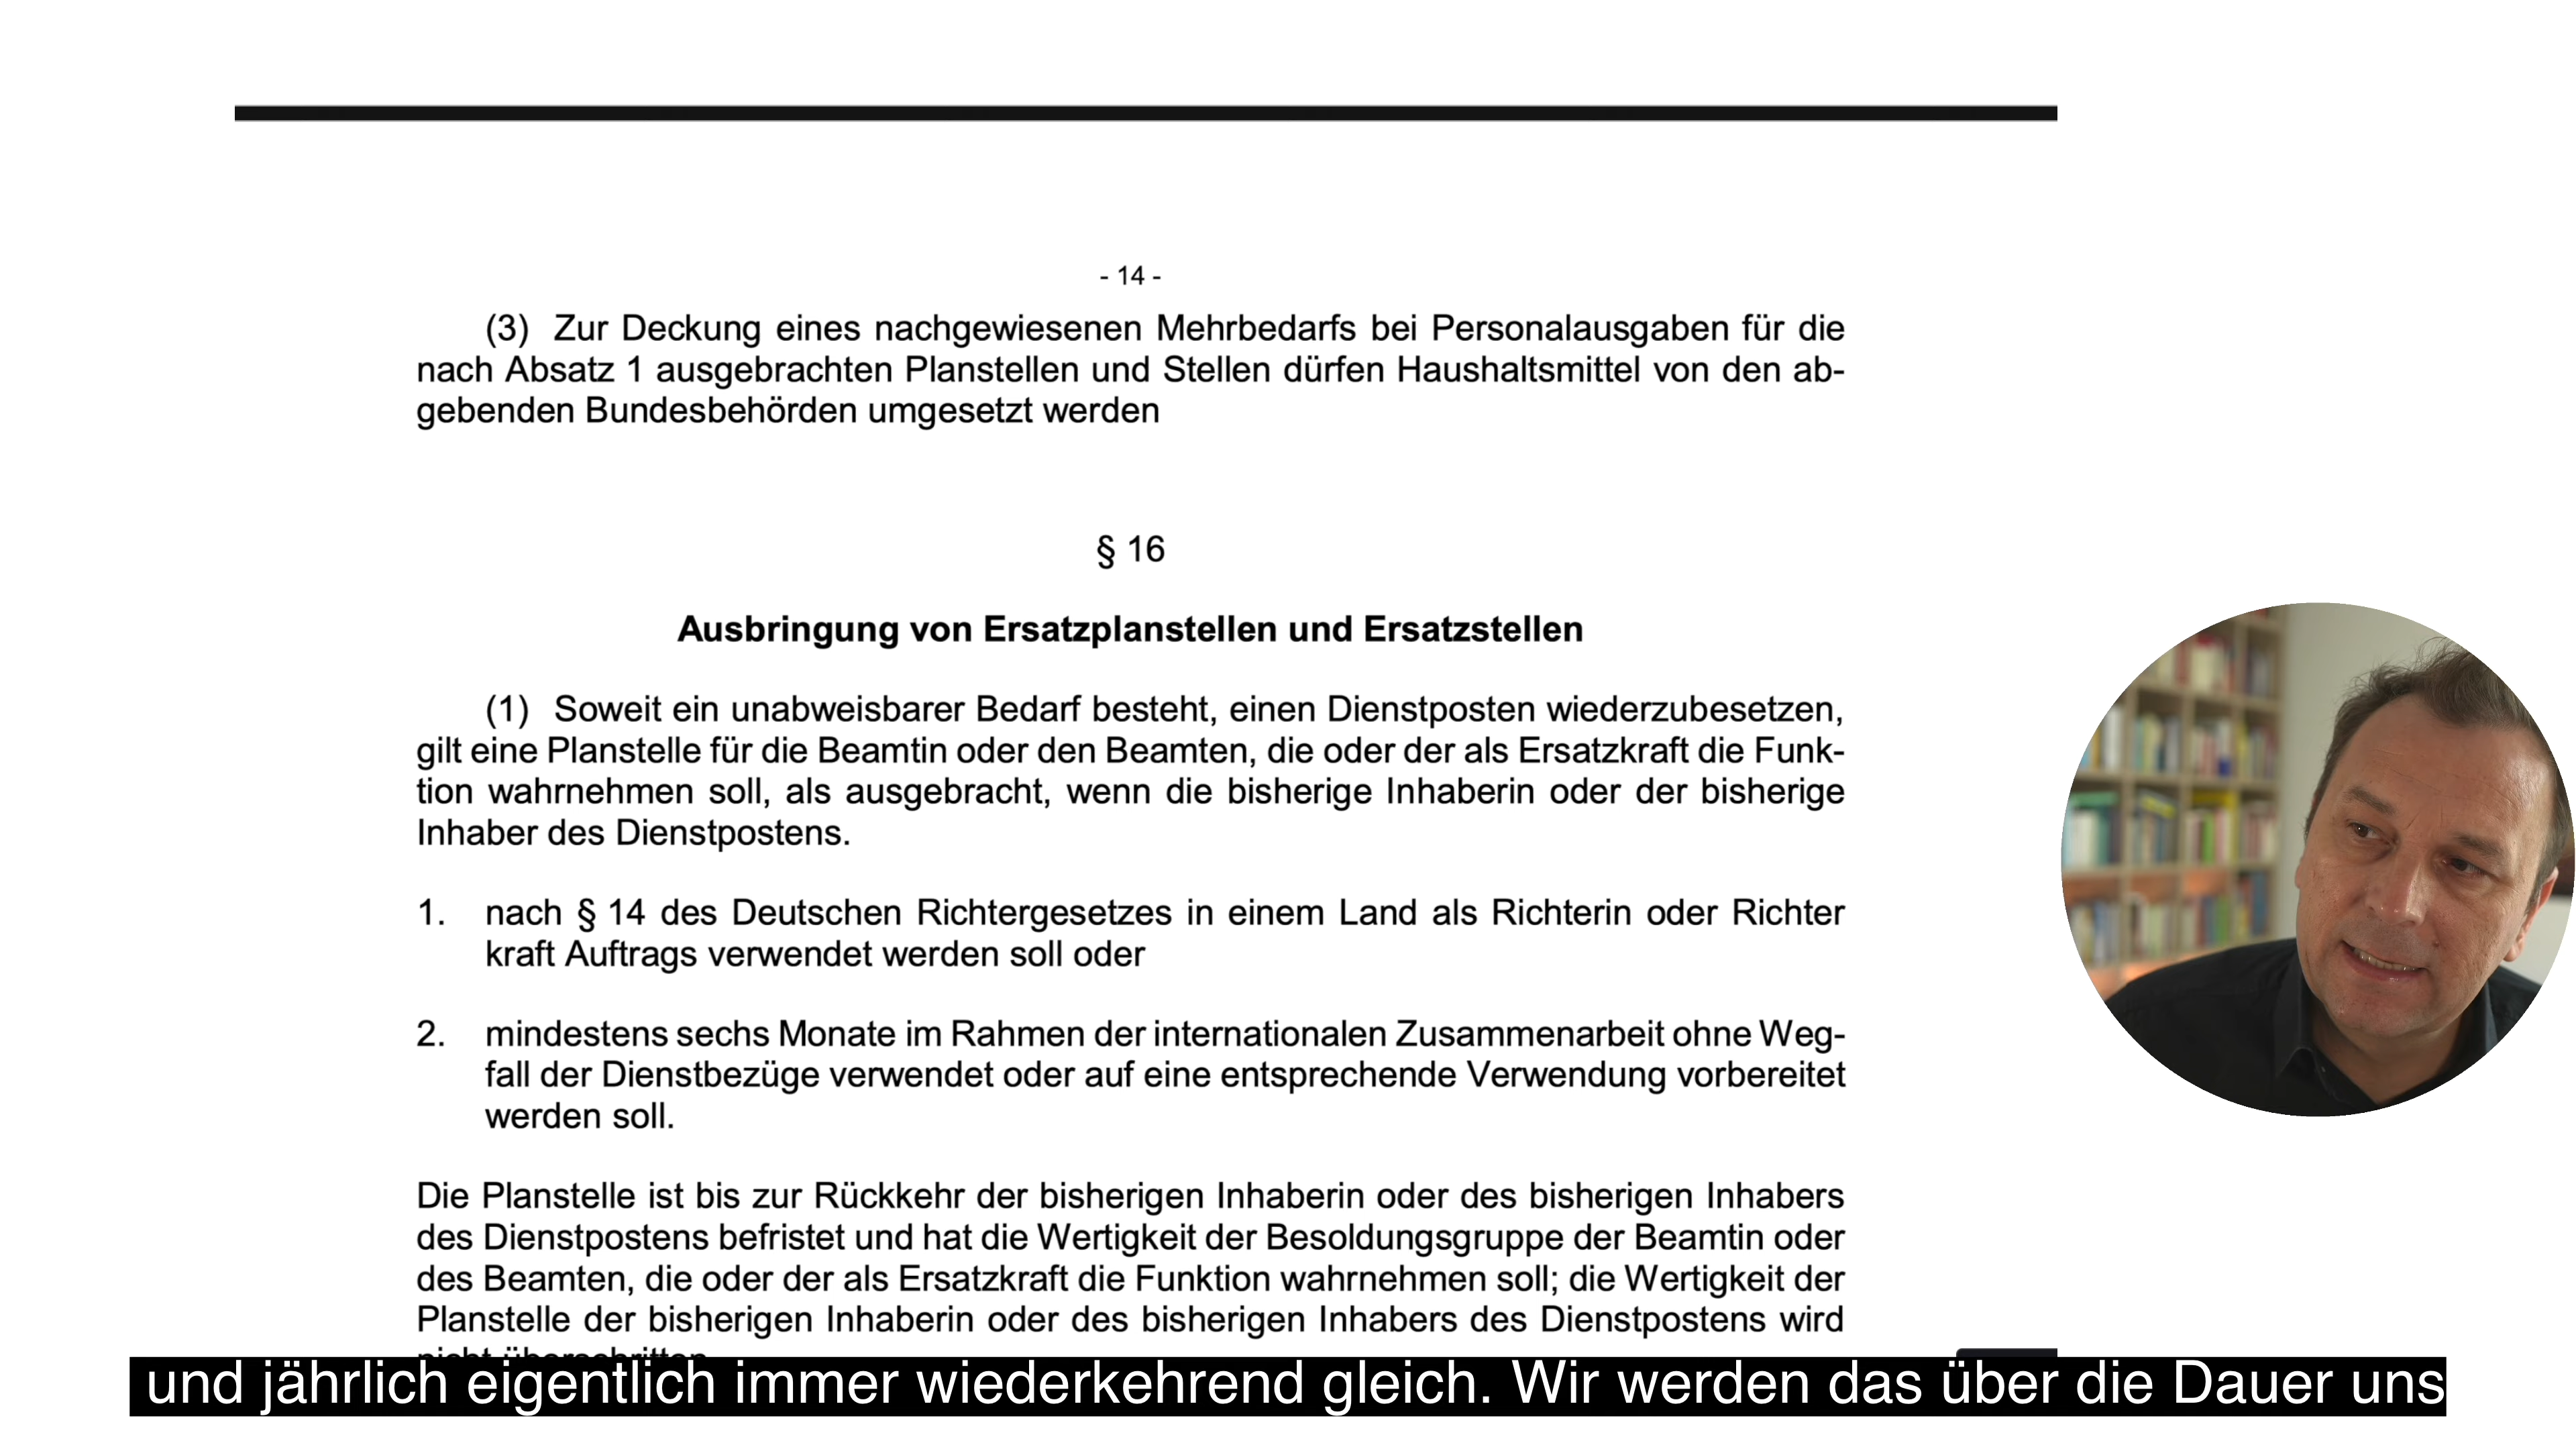 - 14 -
(3) Zur Deckung eines nachgewiesenen Mehrbedarfs bei Personalausgaben für die
nach Absatz 1 ausgebrachten Planstellen und Stellen dürfen Haushaltsmittel von den ab-
gebenden Bundesbehörden umgesetzt werden
§ 16
Ausbringung von Ersatzplanstellen und Ersatzstellen
(1) Soweit ein unabweisbarer Bedarf besteht, einen Dienstposten wiederzubesetzen,
gilt eine Planstelle für die Beamtin oder den Beamten, die oder der als Ersatzkraft die Funk-
tion wahrnehmen soll, als ausgebracht, wenn die bisherige Inhaberin oder der bisherige
Inhaber des Dienstpostens.
1. nach § 14 des Deutschen Richtergesetzes in einem Land als Richterin oder Richter
kraft Auftrags verwendet werden soll oder
2. mindestens sechs Monate im Rahmen der internationalen Zusammenarbeit ohne Weg-
fall der Dienstbezüge verwendet oder auf eine entsprechende Verwendung vorbereitet
werden soll.
Die Planstelle ist bis zur Rückkehr der bisherigen Inhaberin oder des bisherigen Inhabers
des Dienstpostens befristet und hat die Wertigkeit der Besoldungsgruppe der Beamtin oder
des Beamten, die oder der als Ersatzkraft die Funktion wahrnehmen soll; die Wertigkeit der
Planstelle der bisherigen Inhaberin oder des bisherigen Inhabers des Dienstpostens wird
und jährlich eigentlich immer wiederkehrend gleich. Wir werden das über die Dauer uns